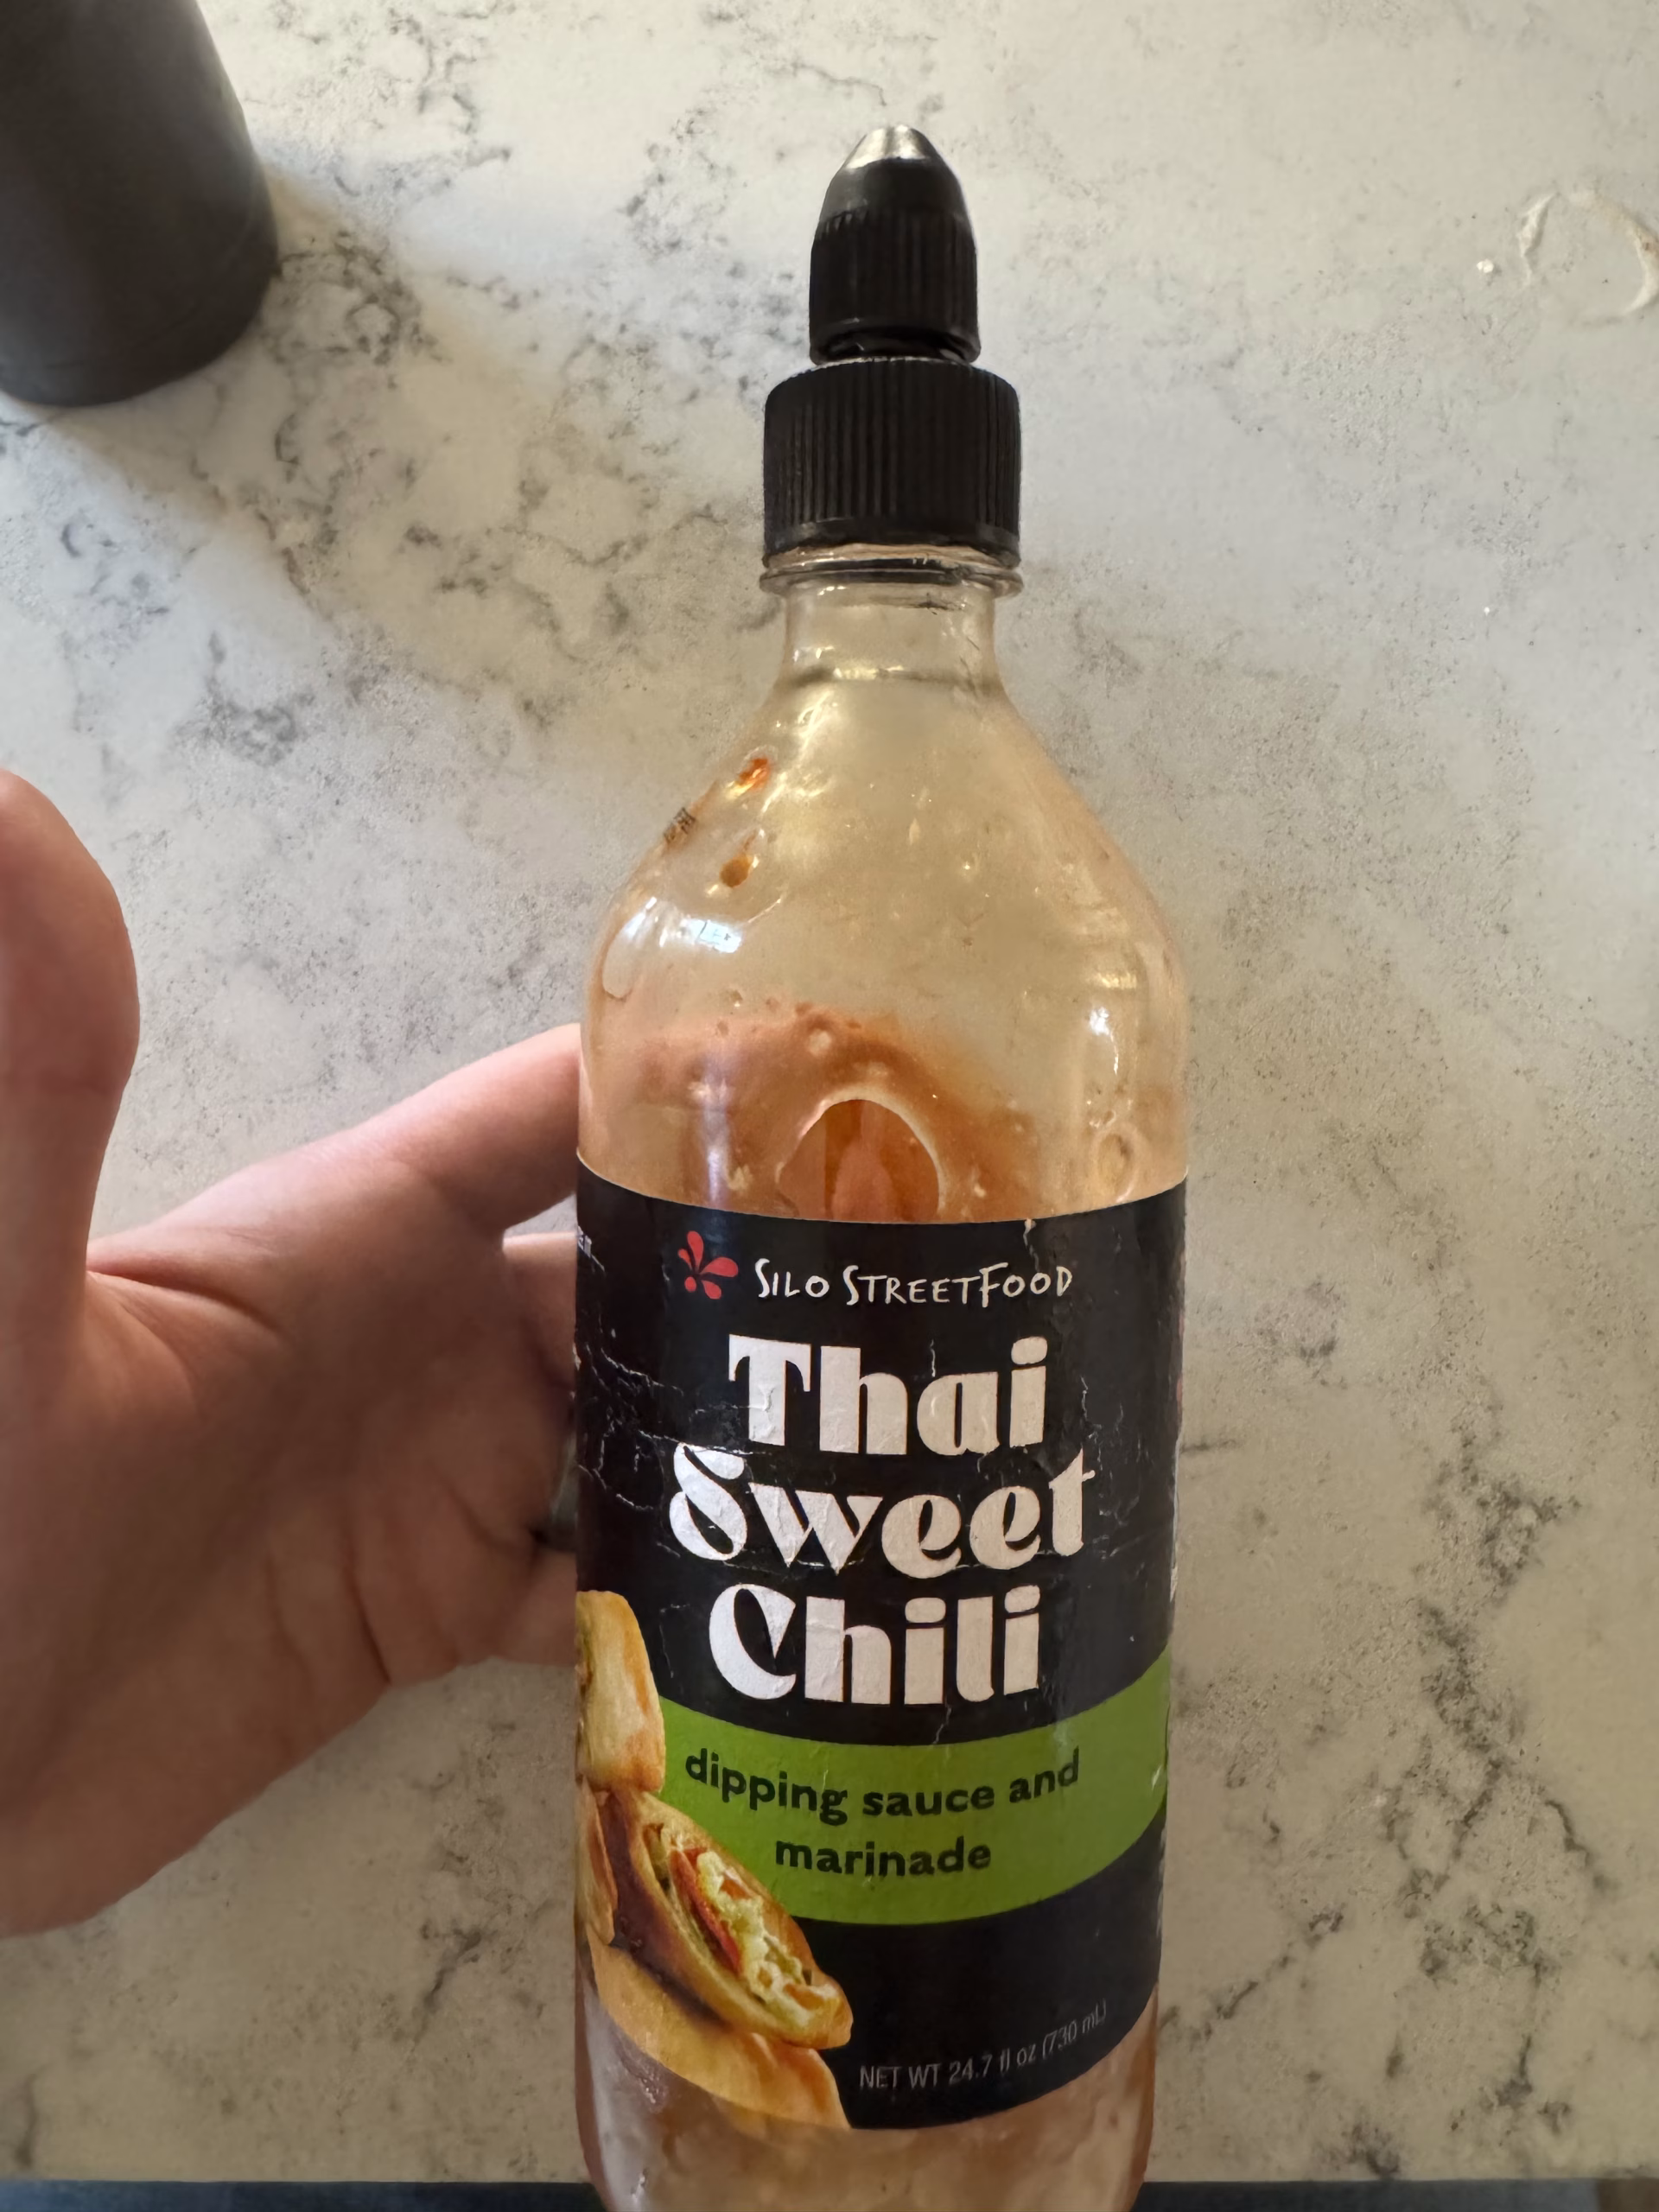 SILO STREETFOOD
Thai
Sweet
Chili
dipping sauce and
marinade
NET WT 24.7 fl oz (730 mL)